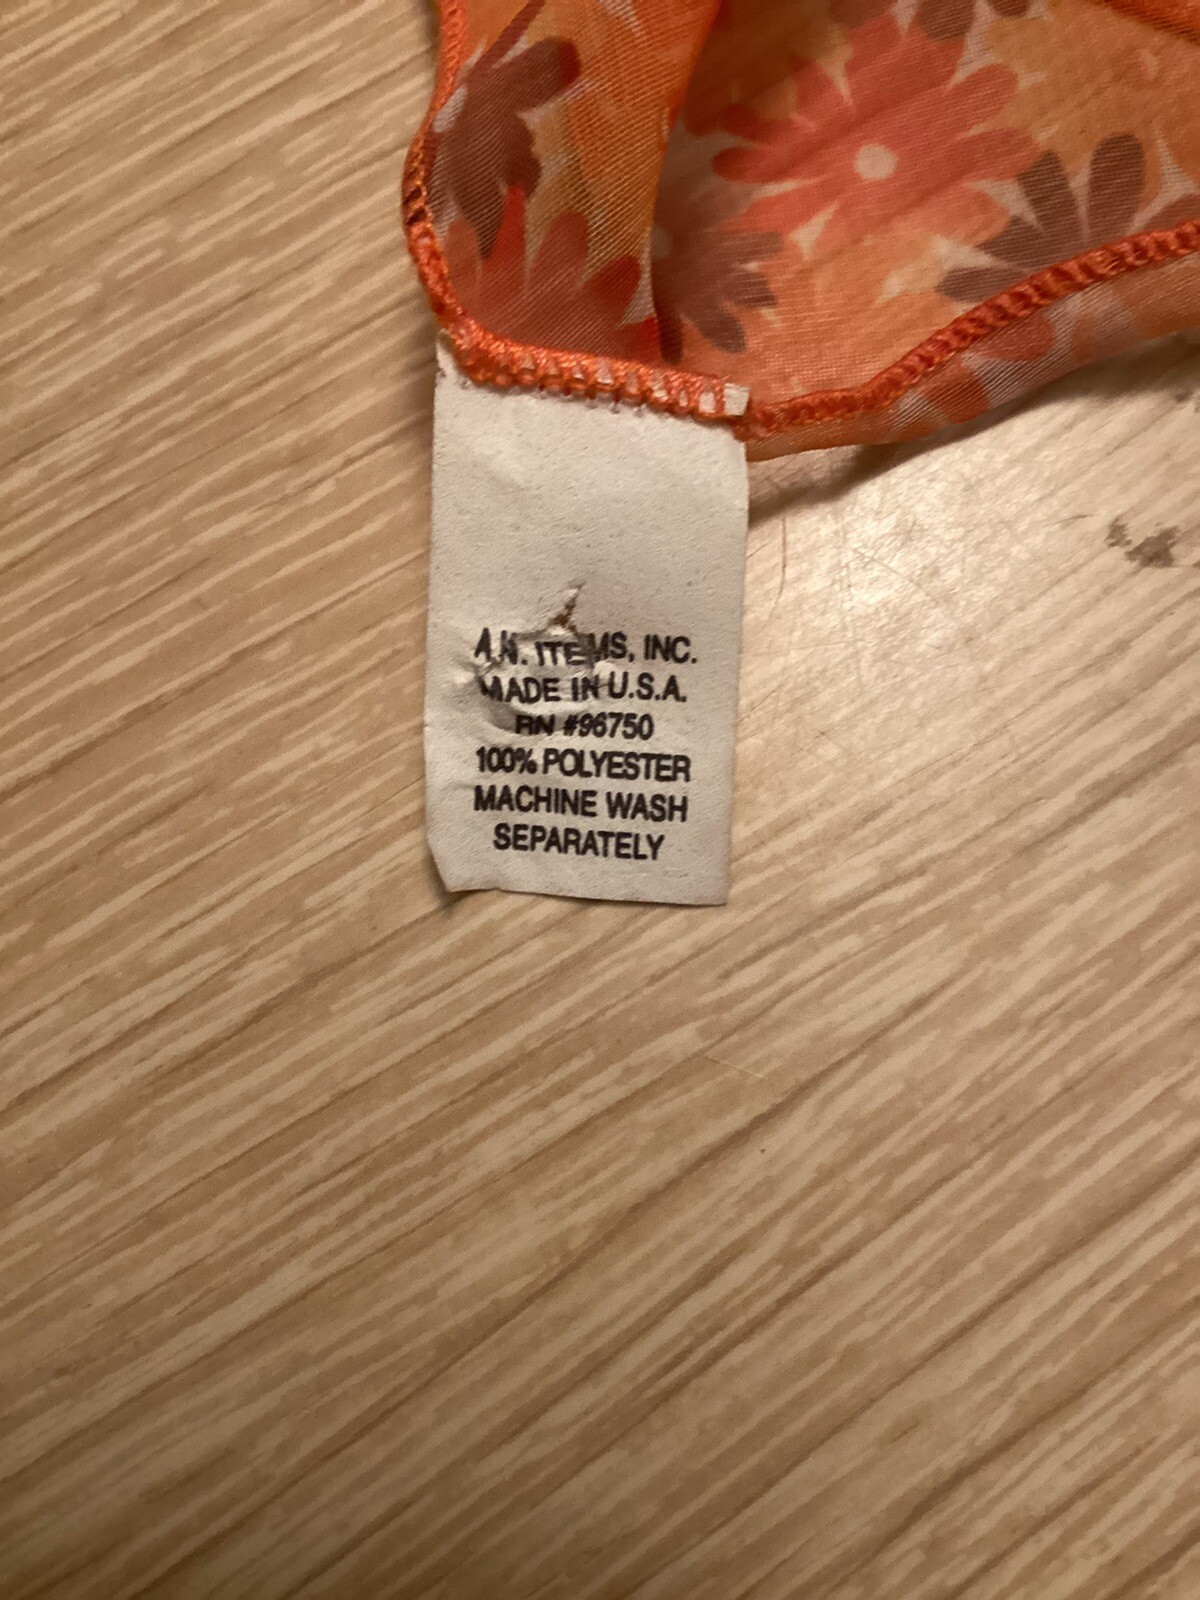 A.N. ITEMS, INC.
MADE IN U.S.A.
RN #96750
100% POLYESTER
MACHINE WASH
SEPARATELY